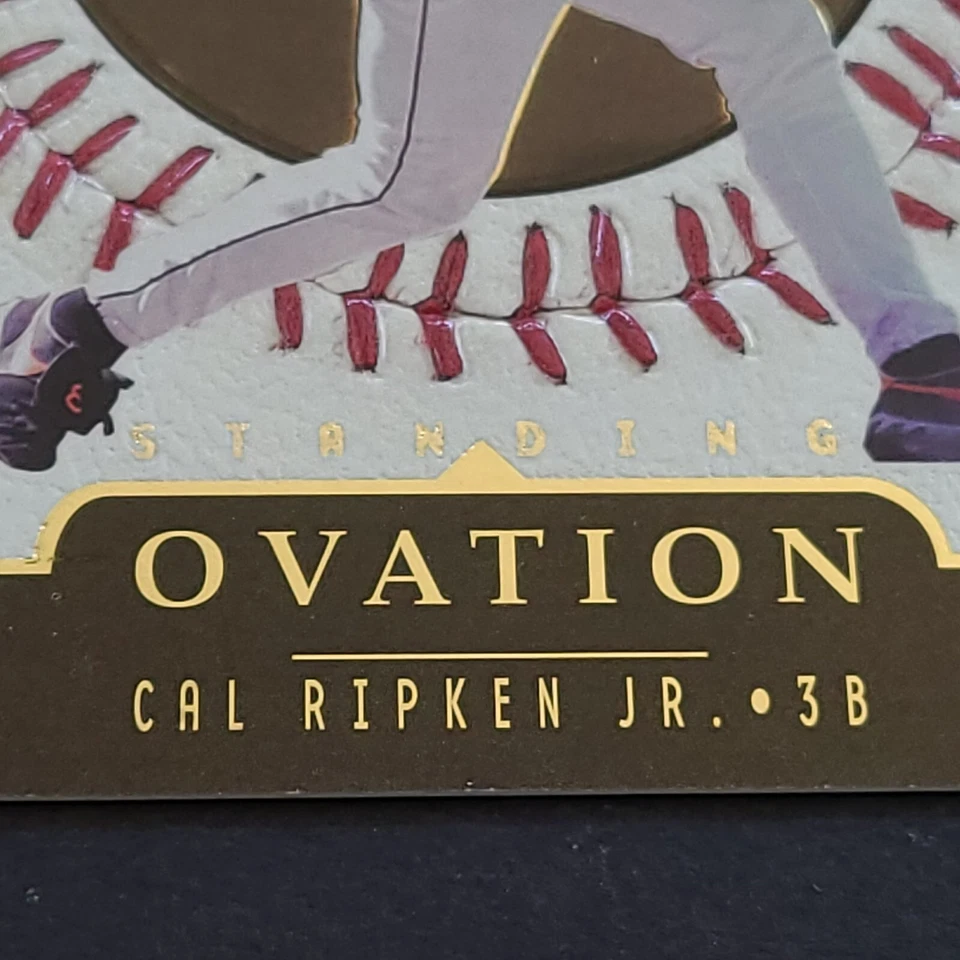 STANDING
OVATION
CAL RIPKEN JR.•3B